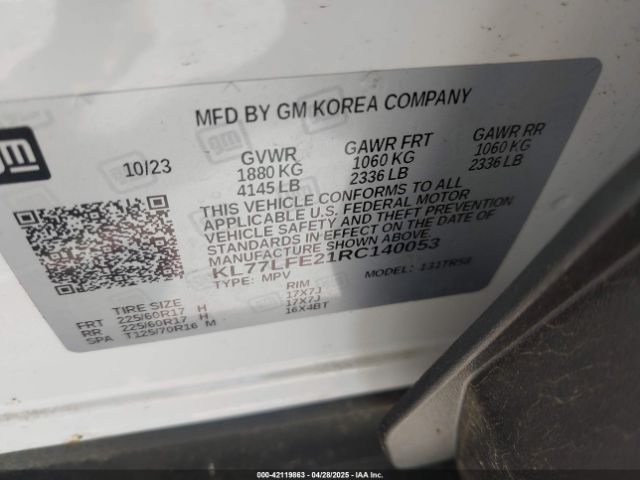 MFD BY GM KOREA COMPANY
gm
10/23
GVWR GAWR FRT GAWR RR
1880 KG 1060 KG 1060 KG
4145 LB 2336 LB 2336 LB
THIS VEHICLE CONFORMS TO ALL
APPLICABLE U.S. FEDERAL MOTOR
VEHICLE SAFETY AND THEFT PREVENTION
STANDARDS IN EFFECT ON THE DATE OF
MANUFACTURE SHOWN ABOVE.
KL77LFE21RC140053
TYPE: MPV MODEL: 131TR58
TIRE SIZE RIM
FRT 225/60R17 H 17X7J
RR 225/60R17 H 17X7J
SPA T125/70R16 M 16X4BT
000-42119863 04/28/2025 IAA Inc.